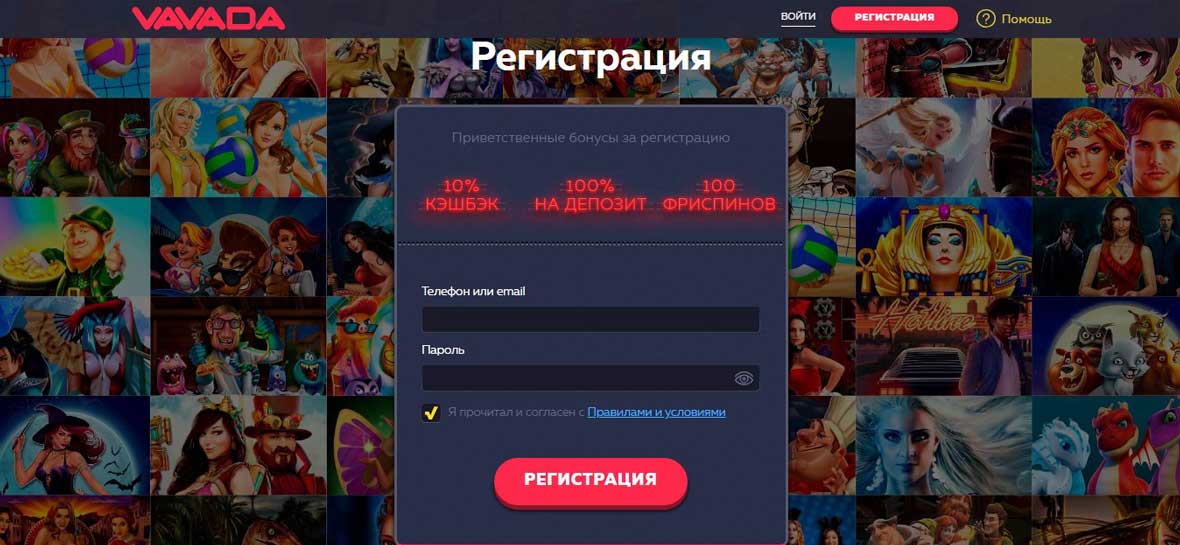 VAVADA
ВОЙТИ
РЕГИСТРАЦИЯ
? Помощь
Регистрация
Приветственные бонусы за регистрацию
10%
КЭШБЭК
100%
НА ДЕПОЗИТ
100
ФРИСПИНОВ
Телефон или email
Пароль
Я прочитал и согласен с Правилами и условиями
РЕГИСТРАЦИЯ
Hotline